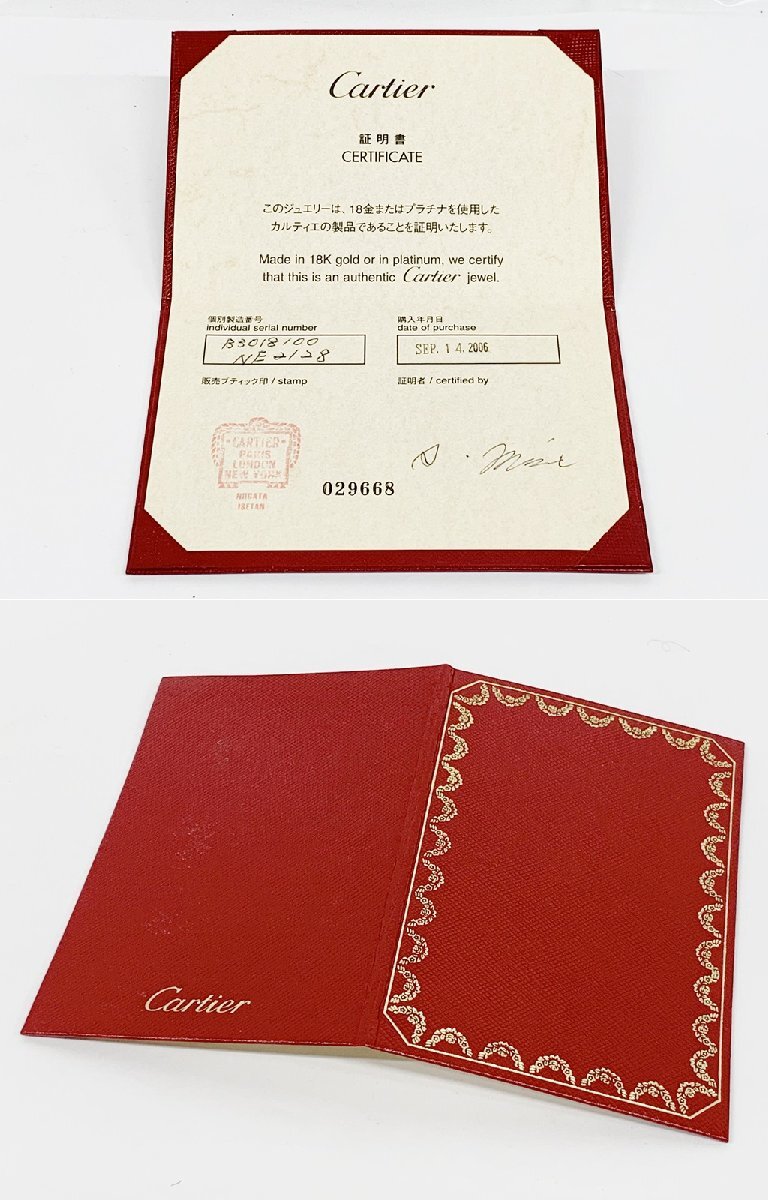 Cartier
証明書
CERTIFICATE
このジュエリーは、18金またはプラチナを使用した
カルティエの製品であることを証明いたします。
Made in 18K gold or in platinum, we certify
that this is an authentic Cartier jewel.
個別製造番号
individual serial number
B3018100
NE2128
購入年月日
date of purchase
SEP. 14.2006
販売ブティック印 / stamp
証明者 / certified by
CARTIER
PARIS
LONDON
NEW YORK
ISETAN
029668
Cartier